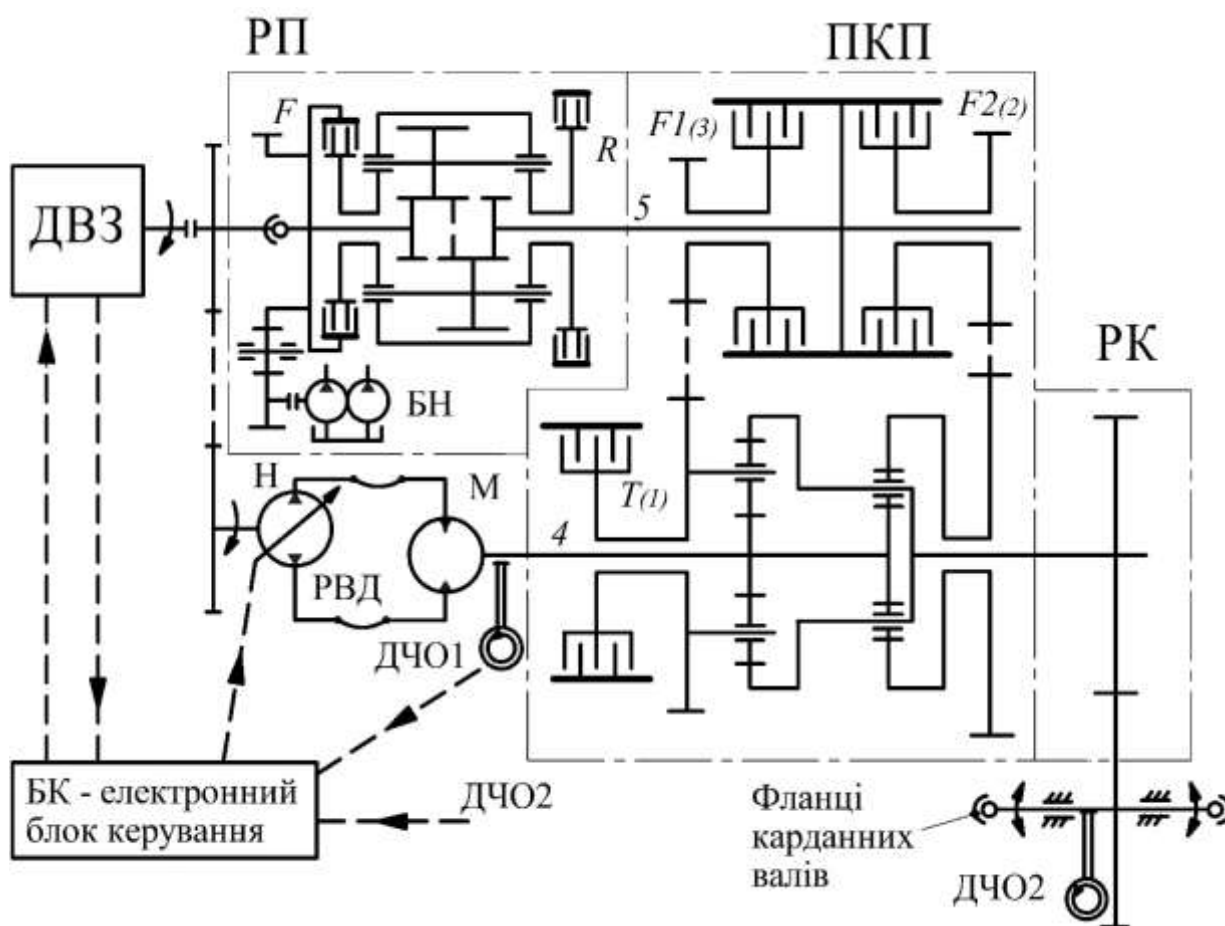 РП
ПКП
F
R
F1(3)
F2(2)
ДВЗ
5
РК
БН
Н
М
T(1)
4
РВД
ДЧО1
БК - електронний
блок керування
ДЧО2
Фланці
карданних
валів
ДЧО2